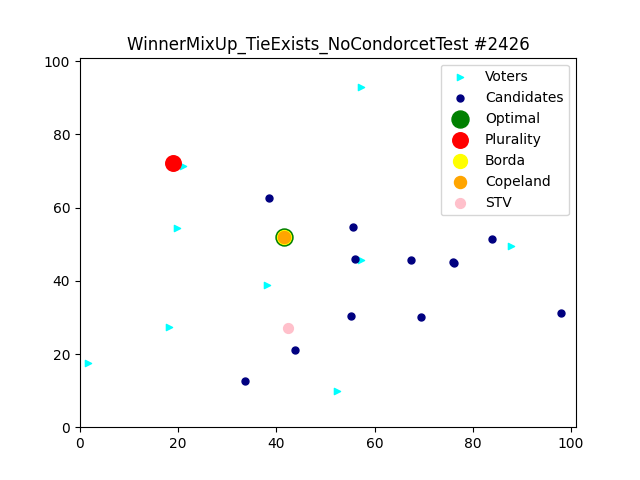 WinnerMixUp_TieExists_NoCondorcetTest #2426
100
80
60
40
20
0
0 20 40 60 80 100
Voters
Candidates
Optimal
Plurality
Borda
Copeland
STV